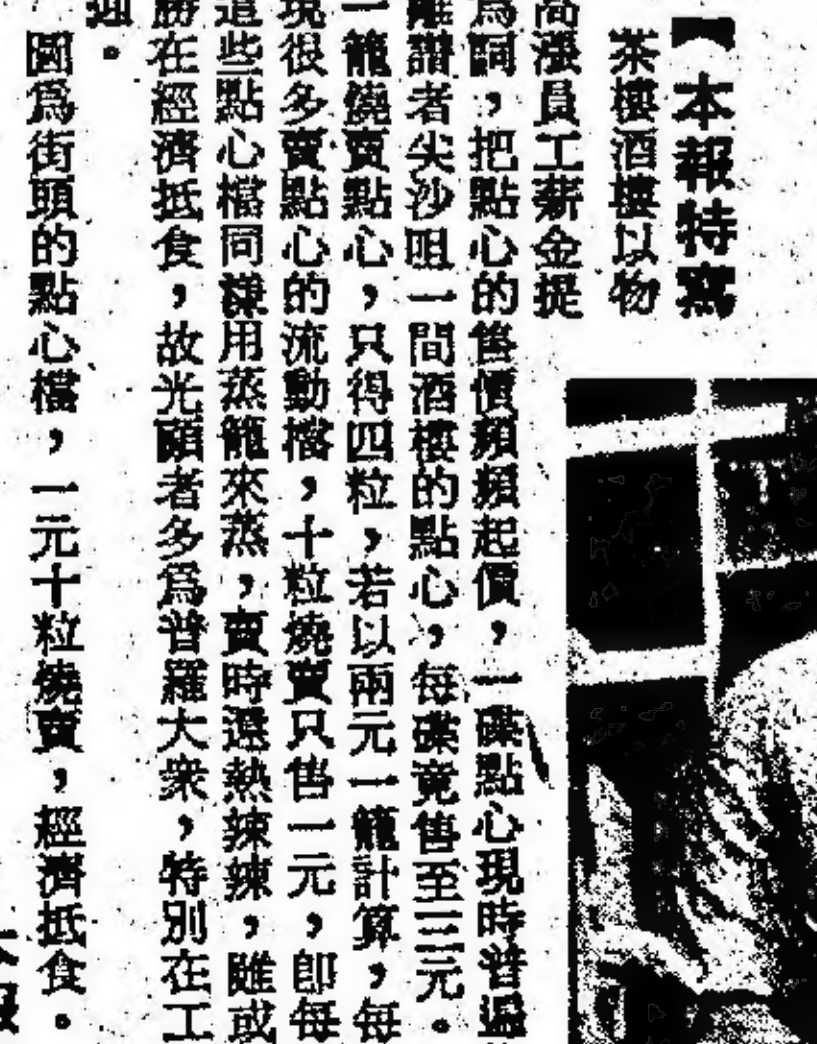 【本報特寫
茶樓酒樓以物
高漲員工薪金提
爲詞，把點心的售價頻頻起價，一碟點心現時普遍
讚者尖沙咀一間酒樓的點心，每碟竟售至三元。
一籠燒賣點心，只得四粒，若以兩元一籠計算，每
現很多賣點心的流動檔，十粒燒賣只售一元，即每
這些點心檔同樣用蒸籠來蒸，賣時還熱辣辣，雖或
勝在經濟抵食，故光顧者多爲普羅大衆，特別在工
迎。
圖爲街頭的點心檔，一元十粒燒賣，經濟抵食。
本報